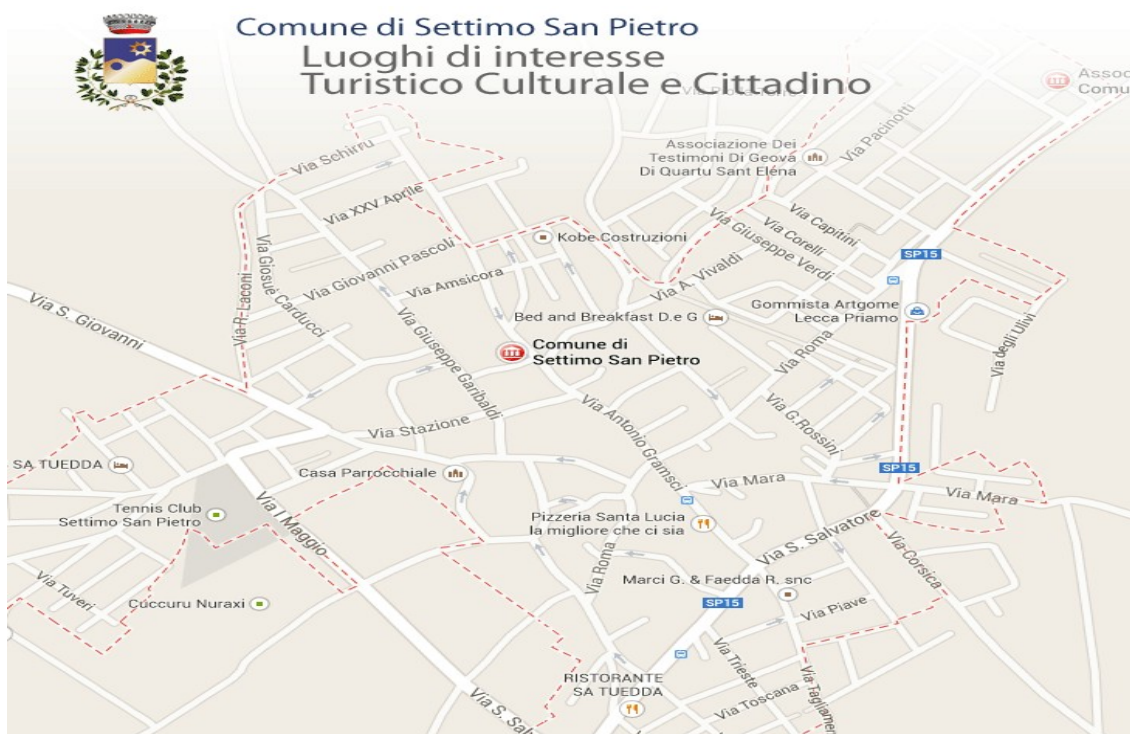 Comune di Settimo San Pietro
Luoghi di interesse
Turistico Culturale e Cittadino
Assoc
Comu
Via Pacinotti
Associazione Dei
Testimoni Di Geova
Di Quartu Sant Elena
Via Schirru
Via XXV Aprile
Via Capitini
Via Corelli
Via Giuseppe Verdi
Kobe Costruzioni
SP15
Via Giosuè Carducci
Via Giovanni Pascoli
Via R. Laconi
Via Amsicora
Via A. Vivaldi
Via S. Giovanni
Bed and Breakfast D.e G
Gommista Artgome
Lecca Priamo
Via degli Ulivi
Via Giuseppe Garibaldi
Comune di
Settimo San Pietro
Via Roma
Via Stazione
Via Antonio Gramsci
Via G.Rossini
SA TUEDDA
Casa Parrocchiale
SP15
Via Mara
Via Mara
Tennis Club
Settimo San Pietro
Via I Maggio
Pizzeria Santa Lucia
la migliore che ci sia
Via S. Salvatore
Via Corsica
Via Roma
Marci G. & Faedda R. snc
Via Tuveri
Cuccuru Nuraxi
SP15
Via Piave
Via Trieste
RISTORANTE
SA TUEDDA
Via S. Sal
Via Toscana
Via Tagliamen